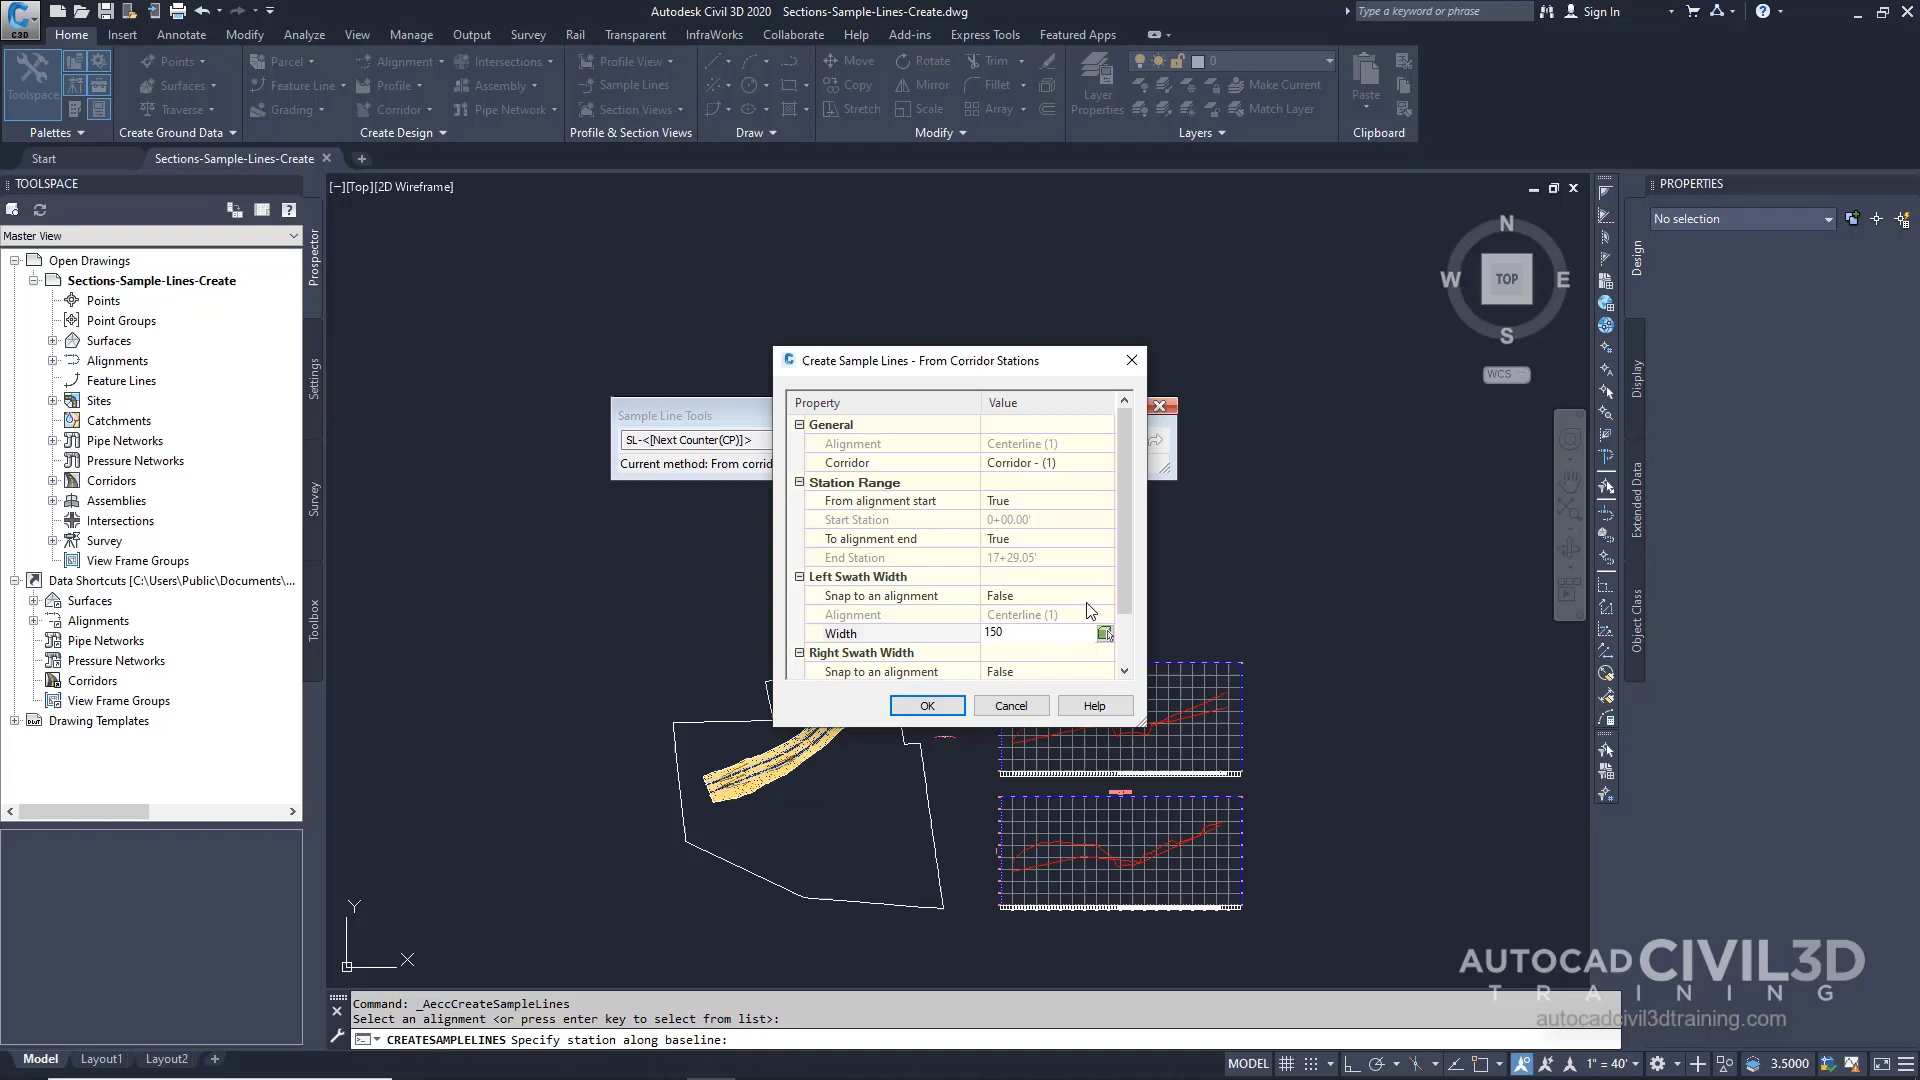 Autodesk Civil 3D 2020 Sections-Sample-Lines-Create.dwg
Type a keyword or phrase
Sign In
C3D
Home Insert Annotate Modify Analyze View Manage Output Survey Rail Transparent InfraWorks Collaborate Help Add-ins Express Tools Featured Apps
Toolspace
Points
Surfaces
Traverse
Parcel
Feature Line
Grading
Alignment
Profile
Corridor
Intersections
Assembly
Pipe Network
Profile View
Sample Lines
Section Views
Move
Copy
Stretch
Rotate
Mirror
Scale
Trim
Fillet
Array
Layer
Properties
0
Make Current
Match Layer
Paste
Palettes Create Ground Data Create Design Profile & Section Views Draw Modify Layers Clipboard
Start Sections-Sample-Lines-Create
TOOLSPACE
Master View
Open Drawings
Sections-Sample-Lines-Create
Points
Point Groups
Surfaces
Alignments
Feature Lines
Sites
Catchments
Pipe Networks
Pressure Networks
Corridors
Assemblies
Intersections
Survey
View Frame Groups
Data Shortcuts [C:\Users\Public\Documents\...
Surfaces
Alignments
Pipe Networks
Pressure Networks
Corridors
View Frame Groups
Drawing Templates
Prospector
Settings
Survey
Toolbox
[−][Top][2D Wireframe]
N
W TOP E
S
WCS
Sample Line Tools
SL-<[Next Counter(CP)]>
Current method: From corrid
Create Sample Lines - From Corridor Stations
Property Value
General
Alignment Centerline (1)
Corridor Corridor - (1)
Station Range
From alignment start True
Start Station 0+00.00'
To alignment end True
End Station 17+29.05'
Left Swath Width
Snap to an alignment False
Alignment Centerline (1)
Width 150
Right Swath Width
Snap to an alignment False
OK Cancel Help
Y
X
PROPERTIES
No selection
Design
Display
Extended Data
Object Class
AUTOCAD CIVIL3D
TRAINING
autocadcivil3dtraining.com
Command: _AeccCreateSampleLines
Select an alignment <or press enter key to select from list>:
CREATESAMPLELINES Specify station along baseline:
Model Layout1 Layout2 +
MODEL 1" = 40' 3.5000